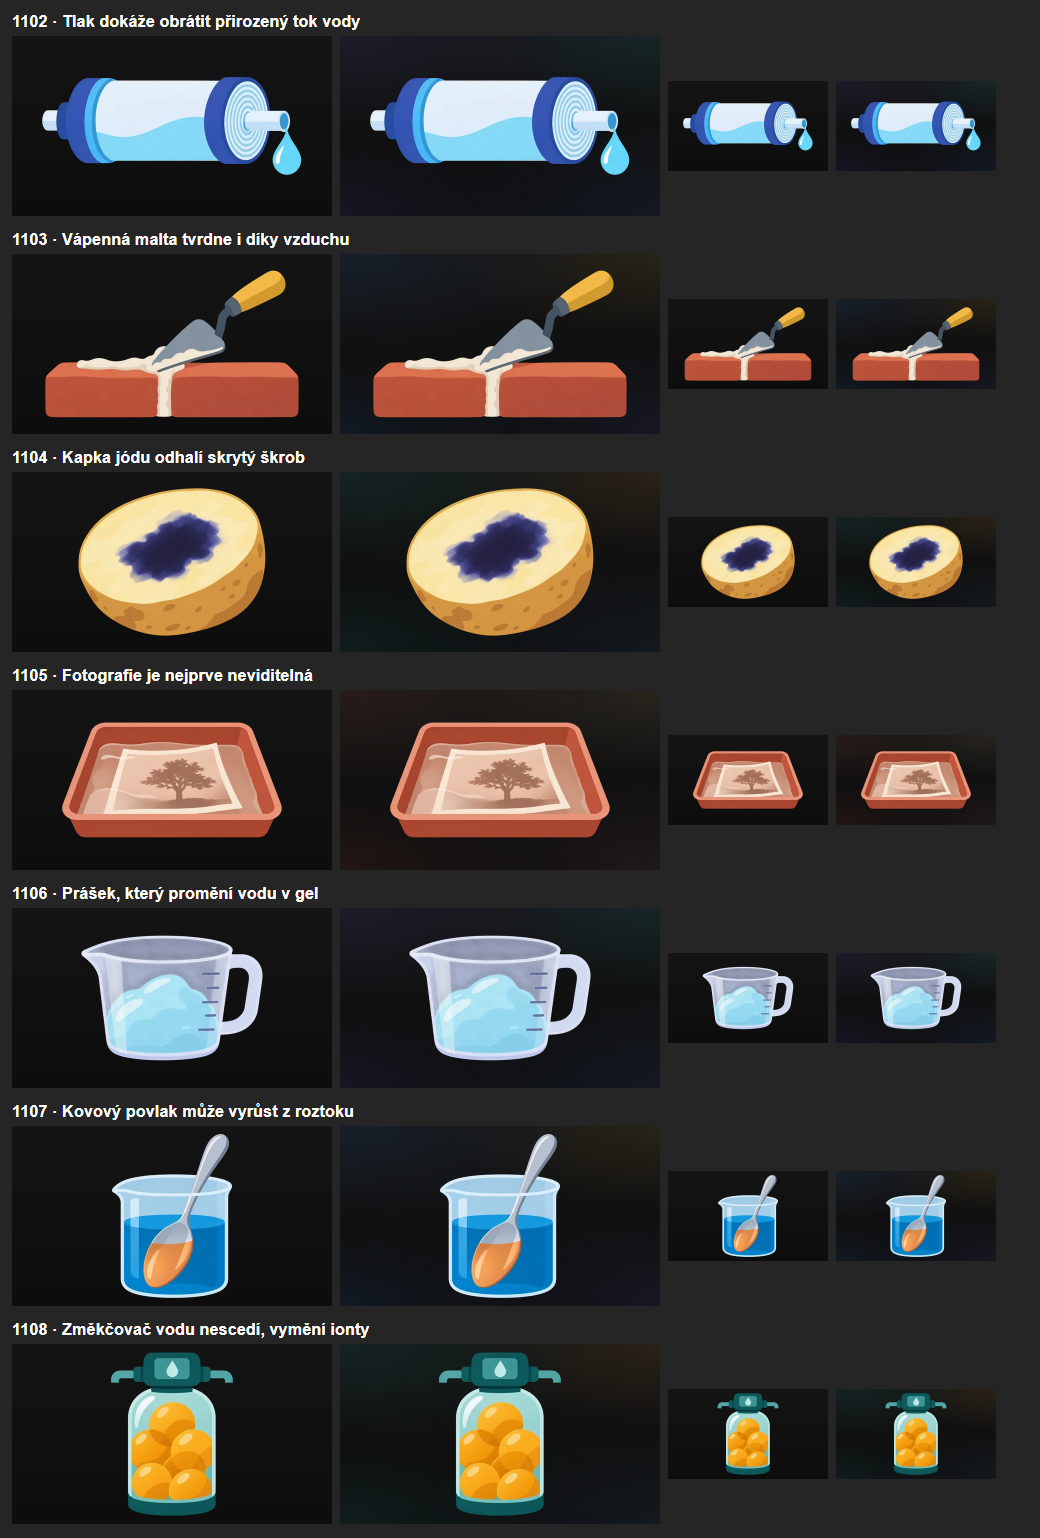 1102 · Tlak dokáže obrátit přirozený tok vody
1103 · Vápenná malta tvrdne i díky vzduchu
1104 · Kapka jódu odhalí skrytý škrob
1105 · Fotografie je nejprve neviditelná
1106 · Prášek, který promění vodu v gel
1107 · Kovový povlak může vyrůst z roztoku
1108 · Změkčovač vodu nescedí, vymění ionty